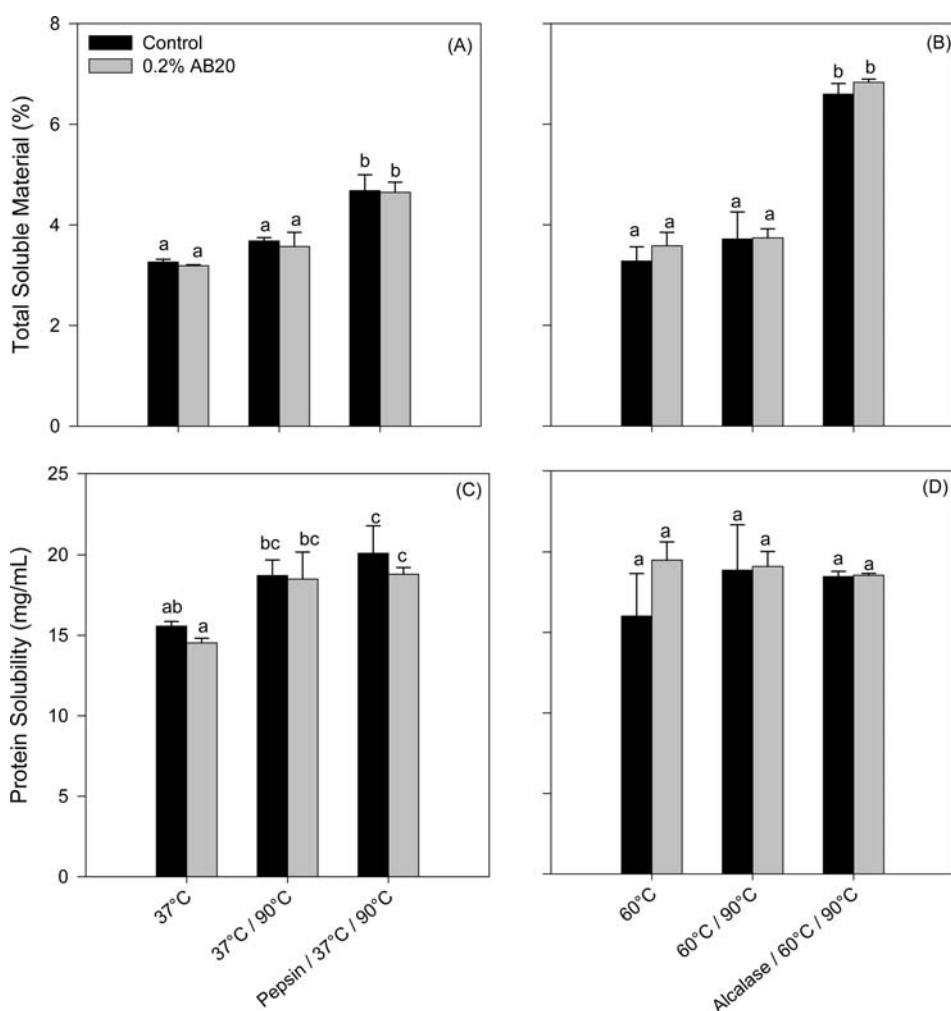 8
6
4
2
0
Total Soluble Material (%)
Control
0.2% AB20
(A)
a
a
a
a
b
b
(B)
a
a
a
a
b
b
25
20
15
10
5
0
Protein Solubility (mg/mL)
(C)
ab
a
bc
bc
c
c
(D)
a
a
a
a
a
a
37°C
37°C / 90°C
Pepsin / 37°C / 90°C
60°C
60°C / 90°C
Alcalase / 60°C / 90°C